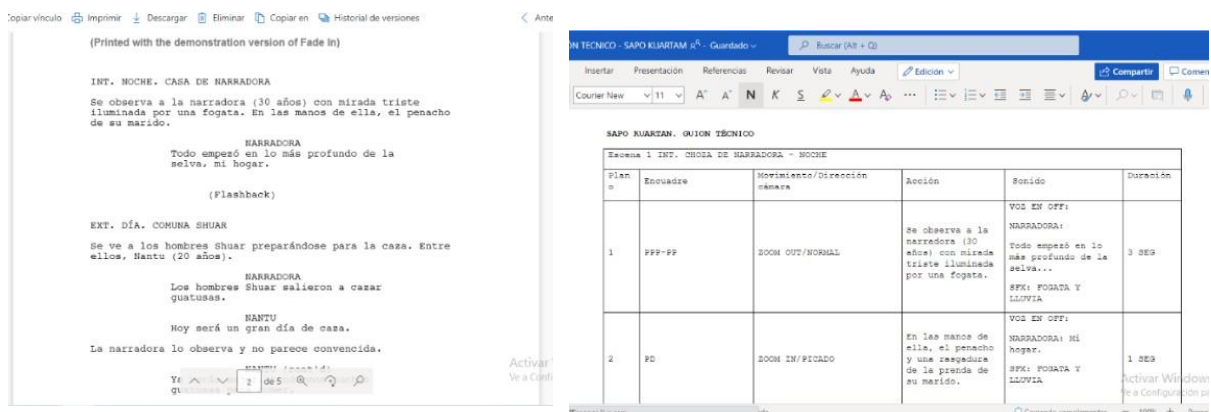 Copiar vínculo Imprimir Descargar Eliminar Copiar en Historial de versiones
(Printed with the demonstration version of Fade In)
INT. NOCHE. CASA DE NARRADORA
Se observa a la narradora (30 años) con mirada triste
iluminada por una fogata. En las manos de ella, el penacho
de su marido.
NARRADORA
Todo empezó en lo más profundo de la
selva, mi hogar.
(Flashback)
EXT. DÍA. COMUNA SHUAR
Se ve a los hombres Shuar preparándose para la caza. Entre
ellos, Nantu (20 años).
NARRADORA
Los hombres Shuar salieron a cazar
guatusas.
NANTU
Hoy será un gran día de caza.
La narradora lo observa y no parece convencida.
2 de 5
Activar
Ve a Confi
TECNICO - SAPO KUARTAM - Guardado
Buscar (Alt + Q)
Insertar Presentación Referencias Revisar Vista Ayuda Edición Compartir Comen
Courier New 11 N K S
SAPO KUARTAN. GUION TÉCNICO
Escena 1 INT. CHOZA DE NARRADORA - NOCHE
Plan
o
Encuadre
Movimiento/Dirección
cámara
Acción
Sonido
Duración
1
PPP-PP
ZOOM OUT/NORMAL
Se observa a la
narradora (30
años) con mirada
triste iluminada
por una fogata.
VOZ EN OFF:
NARRADORA:
Todo empezó en lo
más profundo de la
selva...
SFX: FOGATA Y
LLUVIA
3 SEG
2
PD
ZOOM IN/PICADO
En las manos de
ella, el penacho
y una rasgadura
de la prenda de
su marido.
VOZ EN OFF:
NARRADORA: Mi
hogar.
SFX: FOGATA Y
LLUVIA
1 SEG
Activar Windows
Ve a Configuración pa